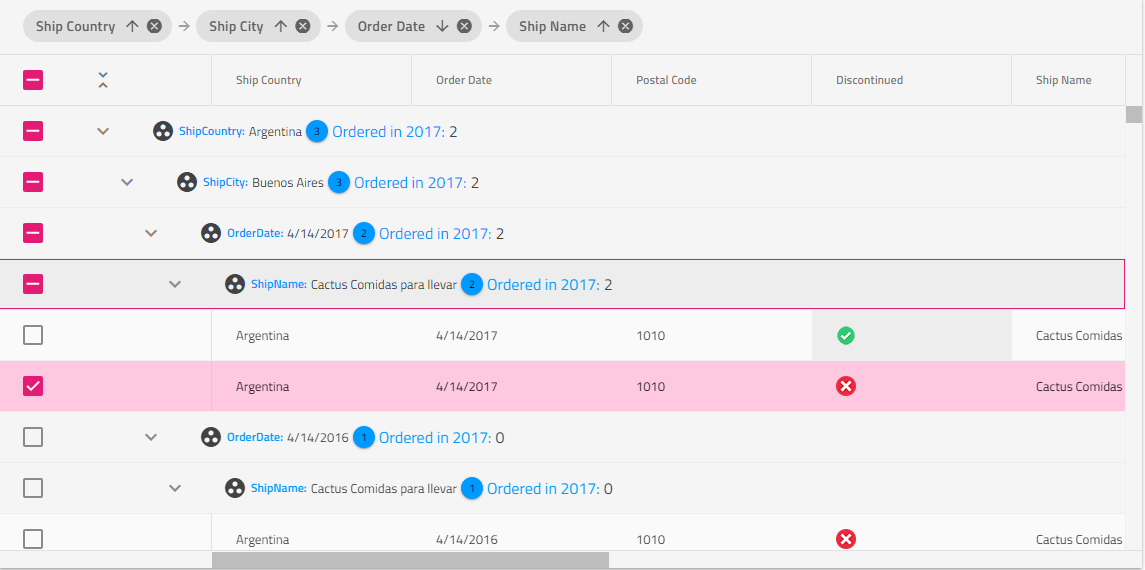 Ship Country Ship City Order Date Ship Name
Ship Country Order Date Postal Code Discontinued Ship Name
ShipCountry: Argentina 3 Ordered in 2017: 2
ShipCity: Buenos Aires 3 Ordered in 2017: 2
OrderDate: 4/14/2017 2 Ordered in 2017: 2
ShipName: Cactus Comidas para llevar 2 Ordered in 2017: 2
Argentina 4/14/2017 1010 Cactus Comidas
Argentina 4/14/2017 1010 Cactus Comidas
OrderDate: 4/14/2016 1 Ordered in 2017: 0
ShipName: Cactus Comidas para llevar 1 Ordered in 2017: 0
Argentina 4/14/2016 1010 Cactus Comidas